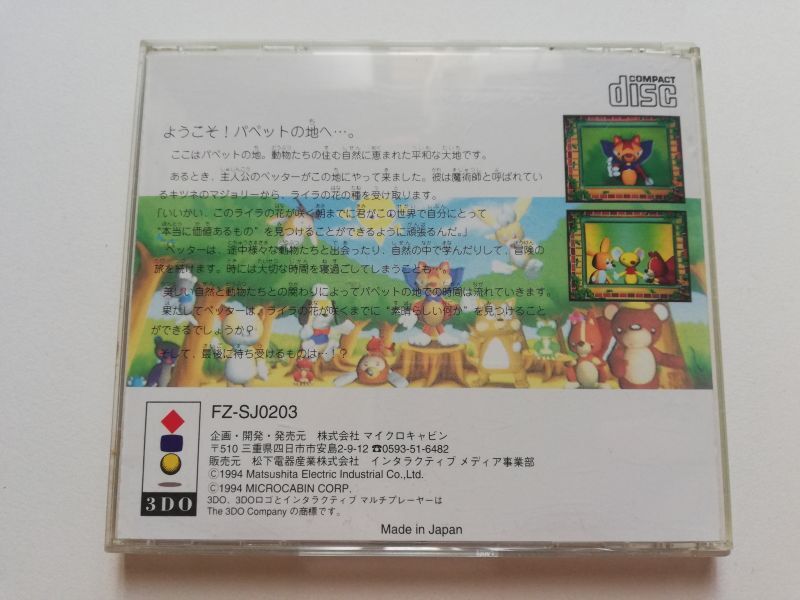 COMPACT
disc
ようこそ！パペットの地へ…。
ここはパペットの地。動物たちの住む自然に恵まれた平和な大地です。
あるとき、主人公のペッターがこの地にやって来ました。彼は魔術師と呼ばれてい
るキツネのマジョリーから、ライラの花の種を受け取ります。
「いいかい、このライラの花が咲く朝までに君がこの世界で自分にとって
“本当に価値あるもの”を見つけることができるように頑張るんだ。」
ペッターは、途中様々な動物たちと出会ったり、自然の中で学んだりして、冒険の
旅を続けます。時には大切な時間を寝過ごしてしまうことも…。
美しい自然と動物たちとの関わりによってパペットの地での時間は流れていきます。
果たしてペッターは、ライラの花が咲くまでに“素晴らしい何か”を見つけること
ができるでしょうか？
そして、最後に待ち受けるものは…！？
FZ-SJ0203
企画・開発・発売元　株式会社 マイクロキャビン
〒510 三重県四日市市安島2-9-12 ☎0593-51-6482
販売元　松下電器産業株式会社　インタラクティブ メディア事業部
©1994 Matsushita Electric Industrial Co.,Ltd.
©1994 MICROCABIN CORP.
3DO、3DOロゴとインタラクティブ マルチプレーヤーは
The 3DO Company の商標です。
3DO
Made in Japan